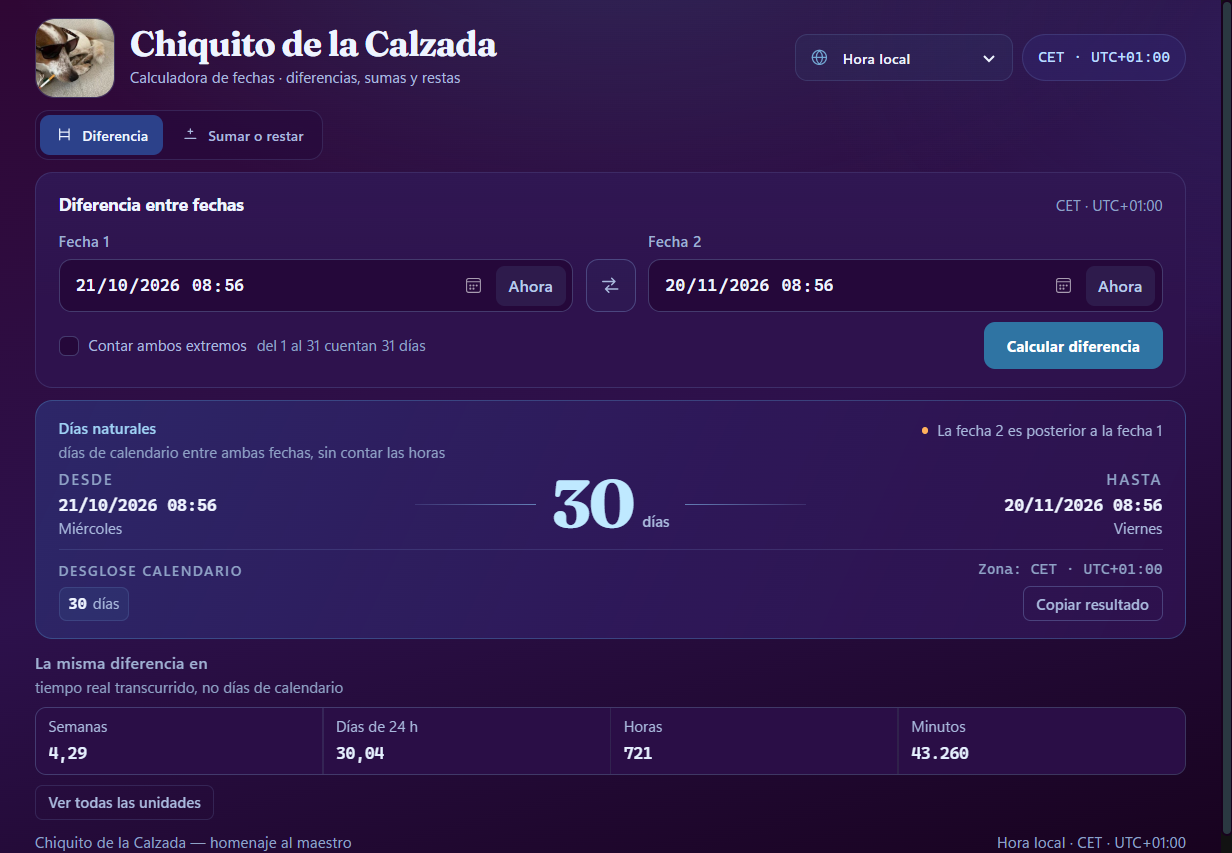 Chiquito de la Calzada
Calculadora de fechas · diferencias, sumas y restas
Hora local
CET · UTC+01:00
Diferencia
Sumar o restar
Diferencia entre fechas
CET · UTC+01:00
Fecha 1
Fecha 2
21/10/2026 08:56
Ahora
20/11/2026 08:56
Ahora
Contar ambos extremos del 1 al 31 cuentan 31 días
Calcular diferencia
Días naturales
La fecha 2 es posterior a la fecha 1
días de calendario entre ambas fechas, sin contar las horas
DESDE
21/10/2026 08:56
Miércoles
30 días
HASTA
20/11/2026 08:56
Viernes
DESGLOSE CALENDARIO
Zona: CET · UTC+01:00
30 días
Copiar resultado
La misma diferencia en
tiempo real transcurrido, no días de calendario
Semanas
4,29
Días de 24 h
30,04
Horas
721
Minutos
43.260
Ver todas las unidades
Chiquito de la Calzada — homenaje al maestro
Hora local · CET · UTC+01:00